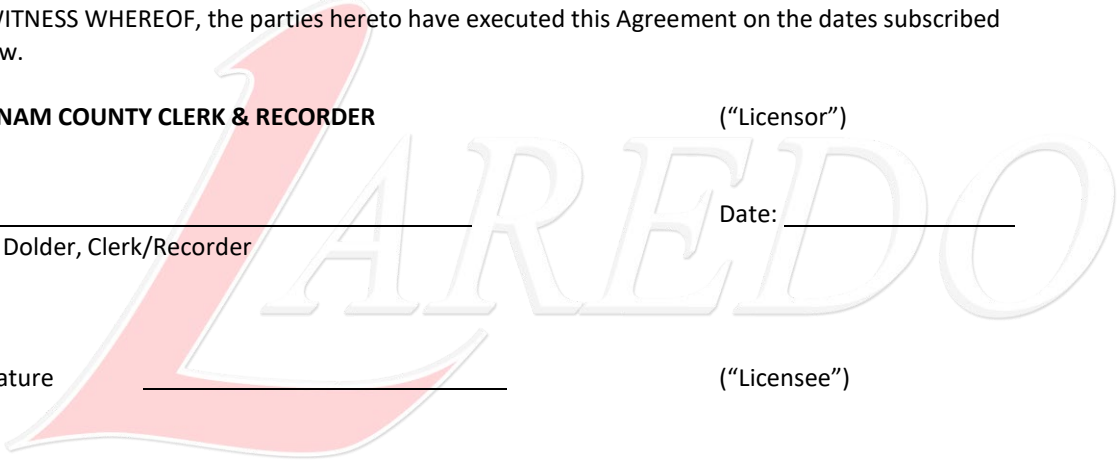 WITNESS WHEREOF, the parties hereto have executed this Agreement on the dates subscribed
w.
NAM COUNTY CLERK & RECORDER ("Licensor")
Date:
Dolder, Clerk/Recorder
LAREDO
ature ("Licensee")